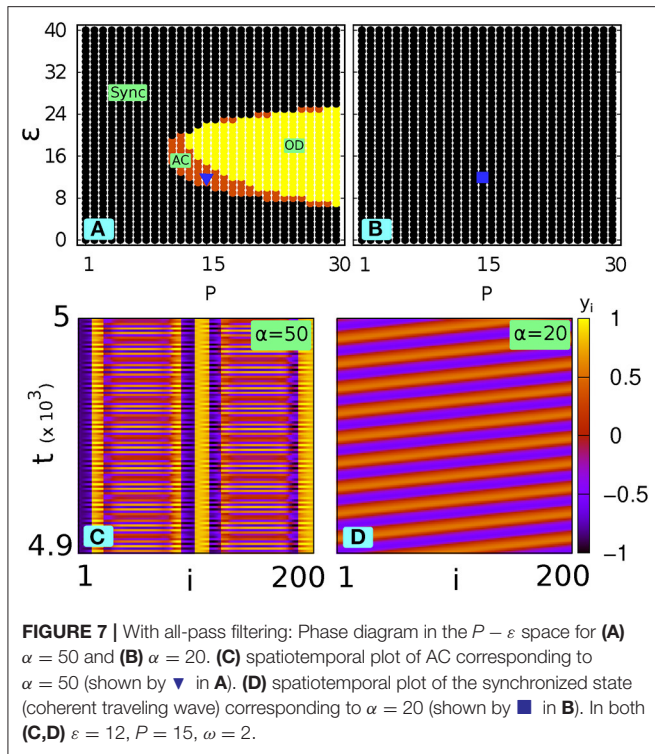 40
32
24
16
8
0
ε
Sync
AC
OD
A
1 15 30
P
B
1 15 30
P
5
t (x 10³)
4.9
α=50
C
1 i 200
α=20
D
1 i 200
yᵢ
1
0.5
0
−0.5
−1
FIGURE 7 | With all-pass filtering: Phase diagram in the P − ε space for (A)
α = 50 and (B) α = 20. (C) spatiotemporal plot of AC corresponding to
α = 50 (shown by ▼ in A). (D) spatiotemporal plot of the synchronized state
(coherent traveling wave) corresponding to α = 20 (shown by ■ in B). In both
(C,D) ε = 12, P = 15, ω = 2.